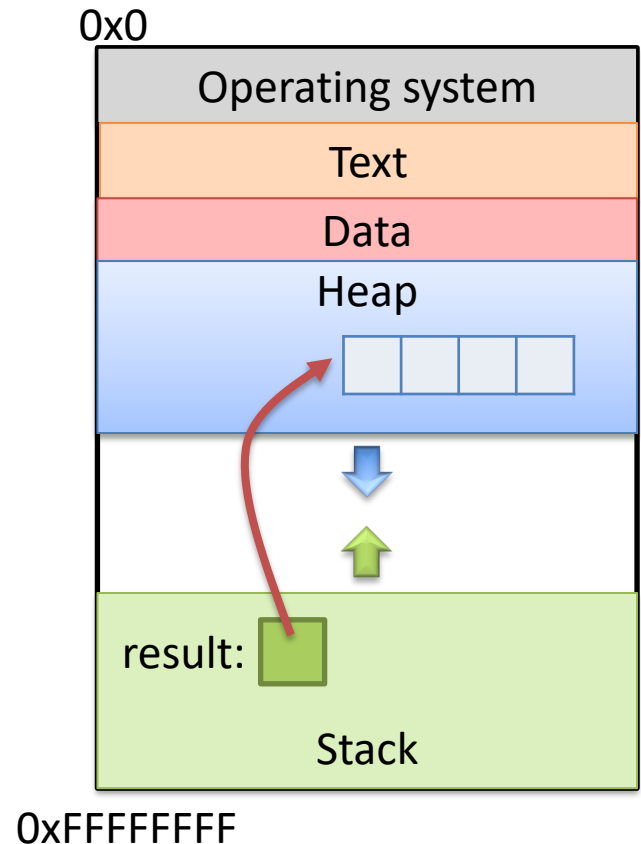 0x0
Operating system
Text
Data
Heap
result:
Stack
0xFFFFFFFF